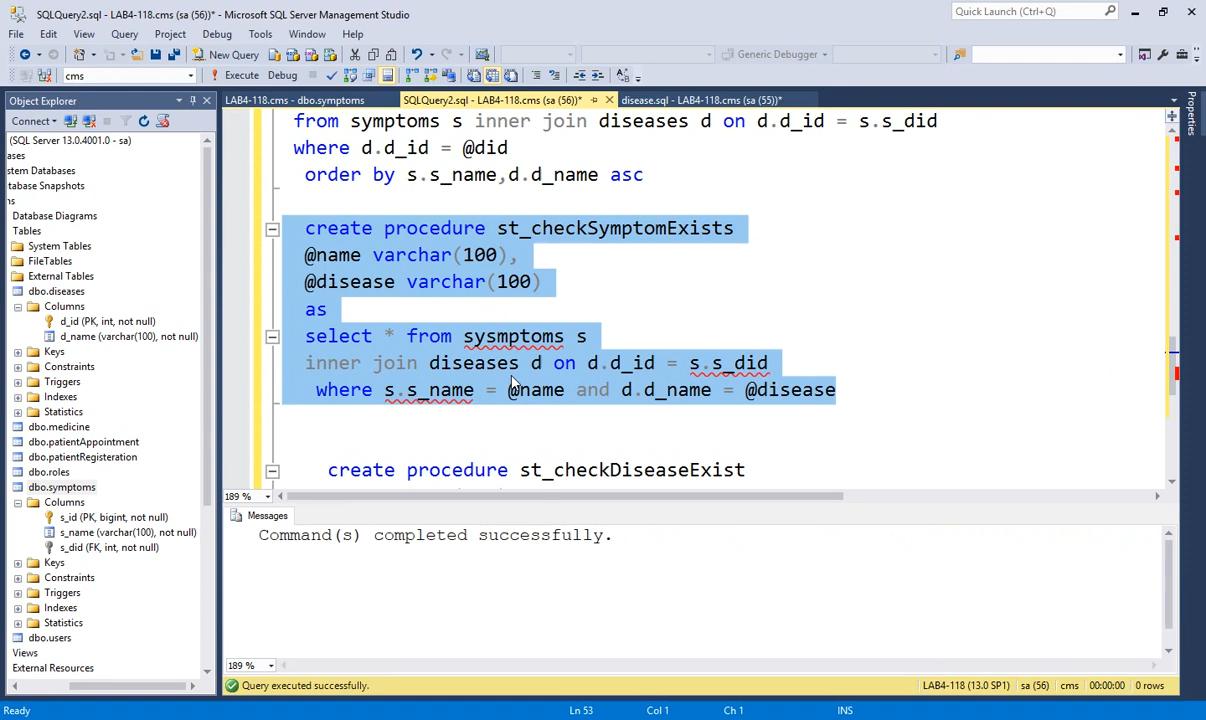 SQLQuery2.sql - LAB4-118.cms (sa (56))* - Microsoft SQL Server Management Studio
Quick Launch (Ctrl+Q)
File Edit View Query Project Debug Tools Window Help
New Query
Generic Debugger
cms
Execute Debug
Object Explorer
LAB4-118.cms - dbo.symptoms
SQLQuery2.sql - LAB4-118.cms (sa (56))*
disease.sql - LAB4-118.cms (sa (55))*
Properties
Connect
(SQL Server 13.0.4001.0 - sa)
ases
stem Databases
tabase Snapshots
ns
Database Diagrams
Tables
System Tables
FileTables
External Tables
dbo.diseases
Columns
d_id (PK, int, not null)
d_name (varchar(100), not null)
Keys
Constraints
Triggers
Indexes
Statistics
dbo.medicine
dbo.patientAppointment
dbo.patientRegisteration
dbo.roles
dbo.symptoms
Columns
s_id (PK, bigint, not null)
s_name (varchar(100), not null)
s_did (FK, int, not null)
Keys
Constraints
Triggers
Indexes
Statistics
dbo.users
Views
External Resources
from symptoms s inner join diseases d on d.d_id = s.s_did
where d.d_id = @did
order by s.s_name,d.d_name asc
create procedure st_checkSymptomExists
@name varchar(100),
@disease varchar(100)
as
select * from sysmptoms s
inner join diseases d on d.d_id = s.s_did
where s.s_name = @name and d.d_name = @disease
create procedure st_checkDiseaseExist
189 %
Messages
Command(s) completed successfully.
189 %
Query executed successfully.
LAB4-118 (13.0 SP1) sa (56) cms 00:00:00 0 rows
Ready
Ln 53 Col 1 Ch 1 INS